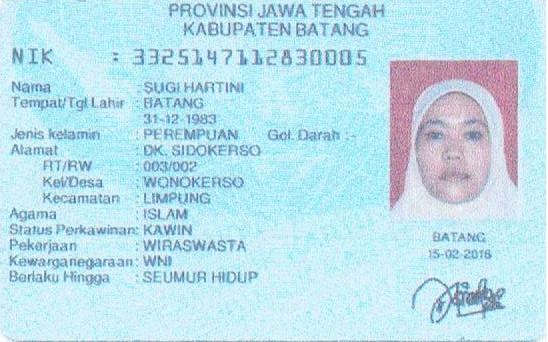 PROVINSI JAWA TENGAH
KABUPATEN BATANG
NIK : 3325147112830005
Nama : SUGI HARTINI
Tempat/Tgl Lahir : BATANG
31-12-1983
Jenis kelamin : PEREMPUAN Gol. Darah :-
Alamat : DK. SIDOKERSO
RT/RW : 003/002
Kel/Desa : WONOKERSO
Kecamatan : LIMPUNG
Agama : ISLAM
Status Perkawinan: KAWIN
Pekerjaan : WIRASWASTA
Kewarganegaraan: WNI
Berlaku Hingga : SEUMUR HIDUP
BATANG
15-02-2016